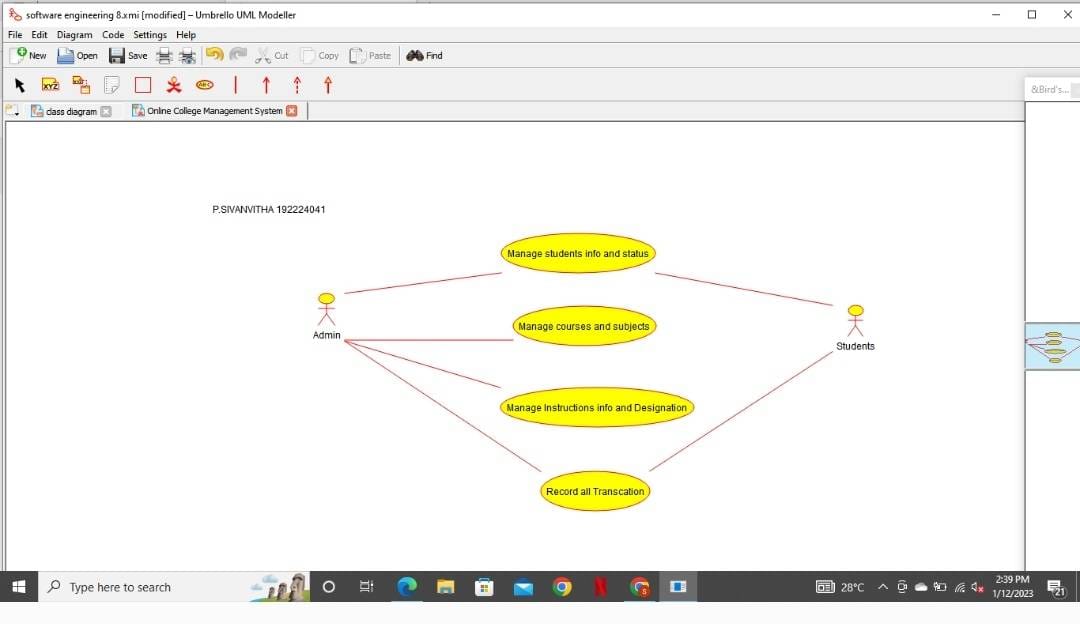 software engineering 8.xmi [modified] – Umbrello UML Modeller
File Edit Diagram Code Settings Help
New Open Save Cut Copy Paste Find
XYZ ABC
&Bird's...
class diagram Online College Management System
P.SIVANVITHA 192224041
Manage students info and status
Admin
Manage courses and subjects
Students
Manage Instructions info and Designation
Record all Transcation
Type here to search
S
28°C
2:39 PM
1/12/2023
21